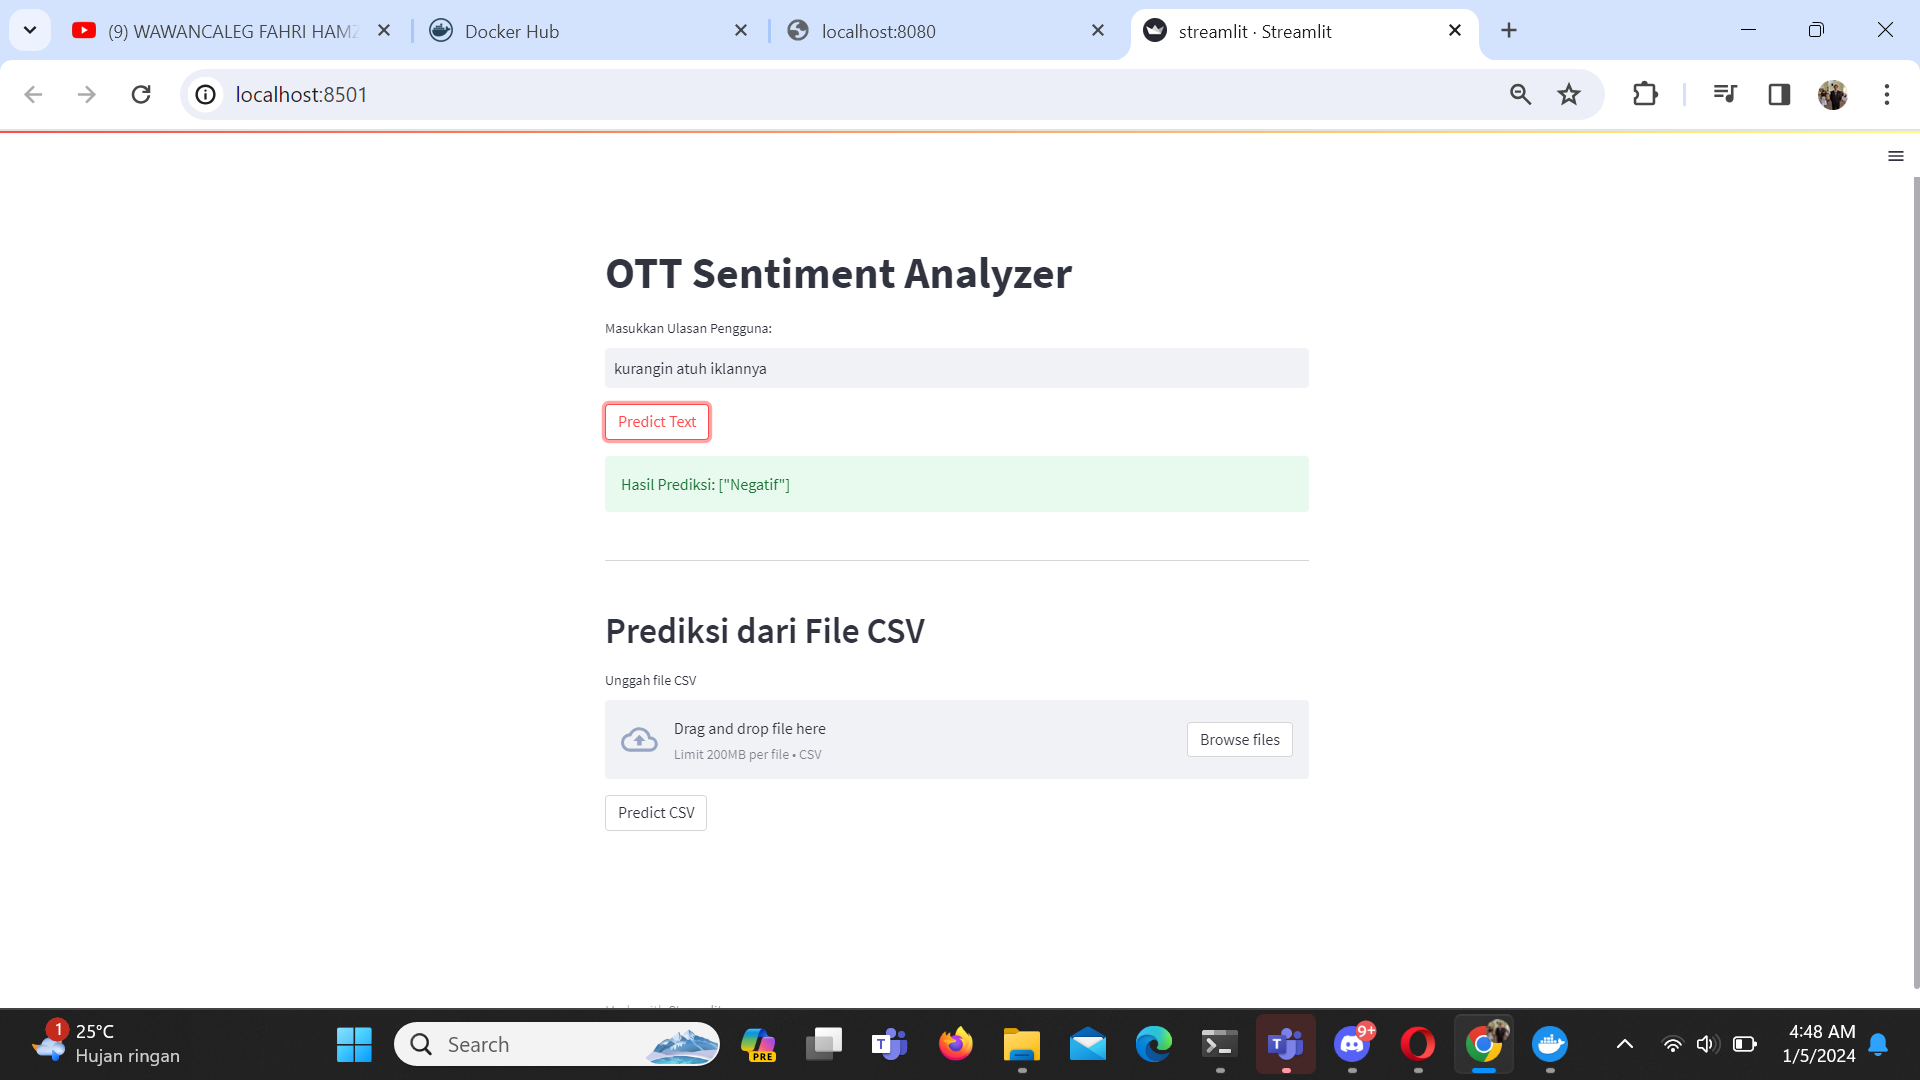 (9) WAWANCALEG FAHRI HAMZ
Docker Hub
localhost:8080
streamlit · Streamlit
localhost:8501
OTT Sentiment Analyzer
Masukkan Ulasan Pengguna:
kurangin atuh iklannya
Predict Text
Hasil Prediksi: ["Negatif"]
Prediksi dari File CSV
Unggah file CSV
Drag and drop file here
Limit 200MB per file • CSV
Browse files
Predict CSV
1
25°C
Hujan ringan
Search
PRE
9+
4:48 AM
1/5/2024